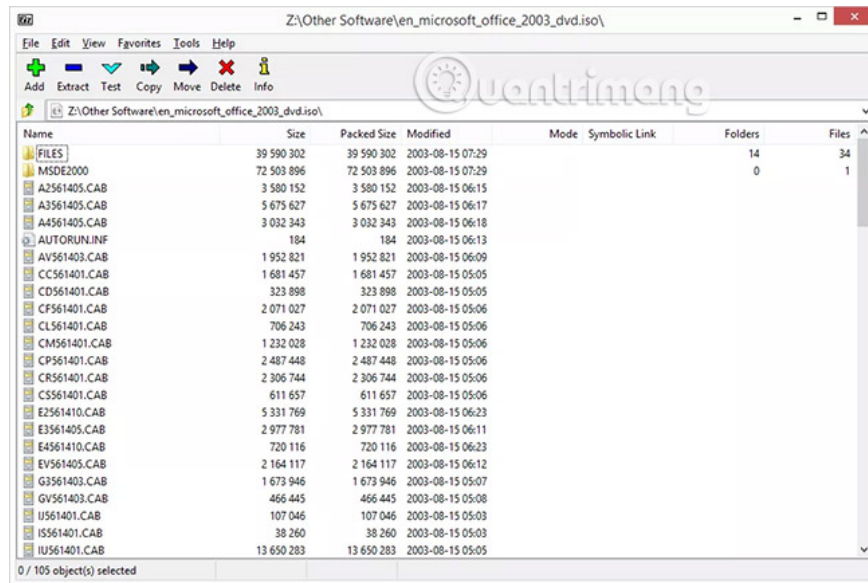 7z Z:\Other Software\en_microsoft_office_2003_dvd.iso\
File Edit View Favorites Tools Help
Add Extract Test Copy Move Delete Info
Quantrimang
Z:\Other Software\en_microsoft_office_2003_dvd.iso\
Name Size Packed Size Modified Mode Symbolic Link Folders Files
FILES 39 590 302 39 590 302 2003-08-15 07:29 14 34
MSDE2000 72 503 896 72 503 896 2003-08-15 07:29 0 1
A2561405.CAB 3 580 152 3 580 152 2003-08-15 06:15
A3561405.CAB 5 675 627 5 675 627 2003-08-15 06:17
A4561405.CAB 3 032 343 3 032 343 2003-08-15 06:18
AUTORUN.INF 184 184 2003-08-15 06:13
AV561403.CAB 1 952 821 1 952 821 2003-08-15 06:09
CC561401.CAB 1 681 457 1 681 457 2003-08-15 05:05
CD561401.CAB 323 898 323 898 2003-08-15 05:05
CF561401.CAB 2 071 027 2 071 027 2003-08-15 05:06
CL561401.CAB 706 243 706 243 2003-08-15 05:06
CM561401.CAB 1 232 028 1 232 028 2003-08-15 05:06
CP561401.CAB 2 487 448 2 487 448 2003-08-15 05:06
CR561401.CAB 2 306 744 2 306 744 2003-08-15 05:06
CS561401.CAB 611 657 611 657 2003-08-15 05:06
E2561410.CAB 5 331 769 5 331 769 2003-08-15 06:23
E3561405.CAB 2 977 781 2 977 781 2003-08-15 06:11
E4561410.CAB 720 116 720 116 2003-08-15 06:23
EV561405.CAB 2 164 117 2 164 117 2003-08-15 06:12
G3561403.CAB 1 673 946 1 673 946 2003-08-15 05:07
GV561403.CAB 466 445 466 445 2003-08-15 05:08
IJ561401.CAB 107 046 107 046 2003-08-15 05:03
IS561401.CAB 38 260 38 260 2003-08-15 05:03
IU561401.CAB 13 650 283 13 650 283 2003-08-15 05:05
0 / 105 object(s) selected